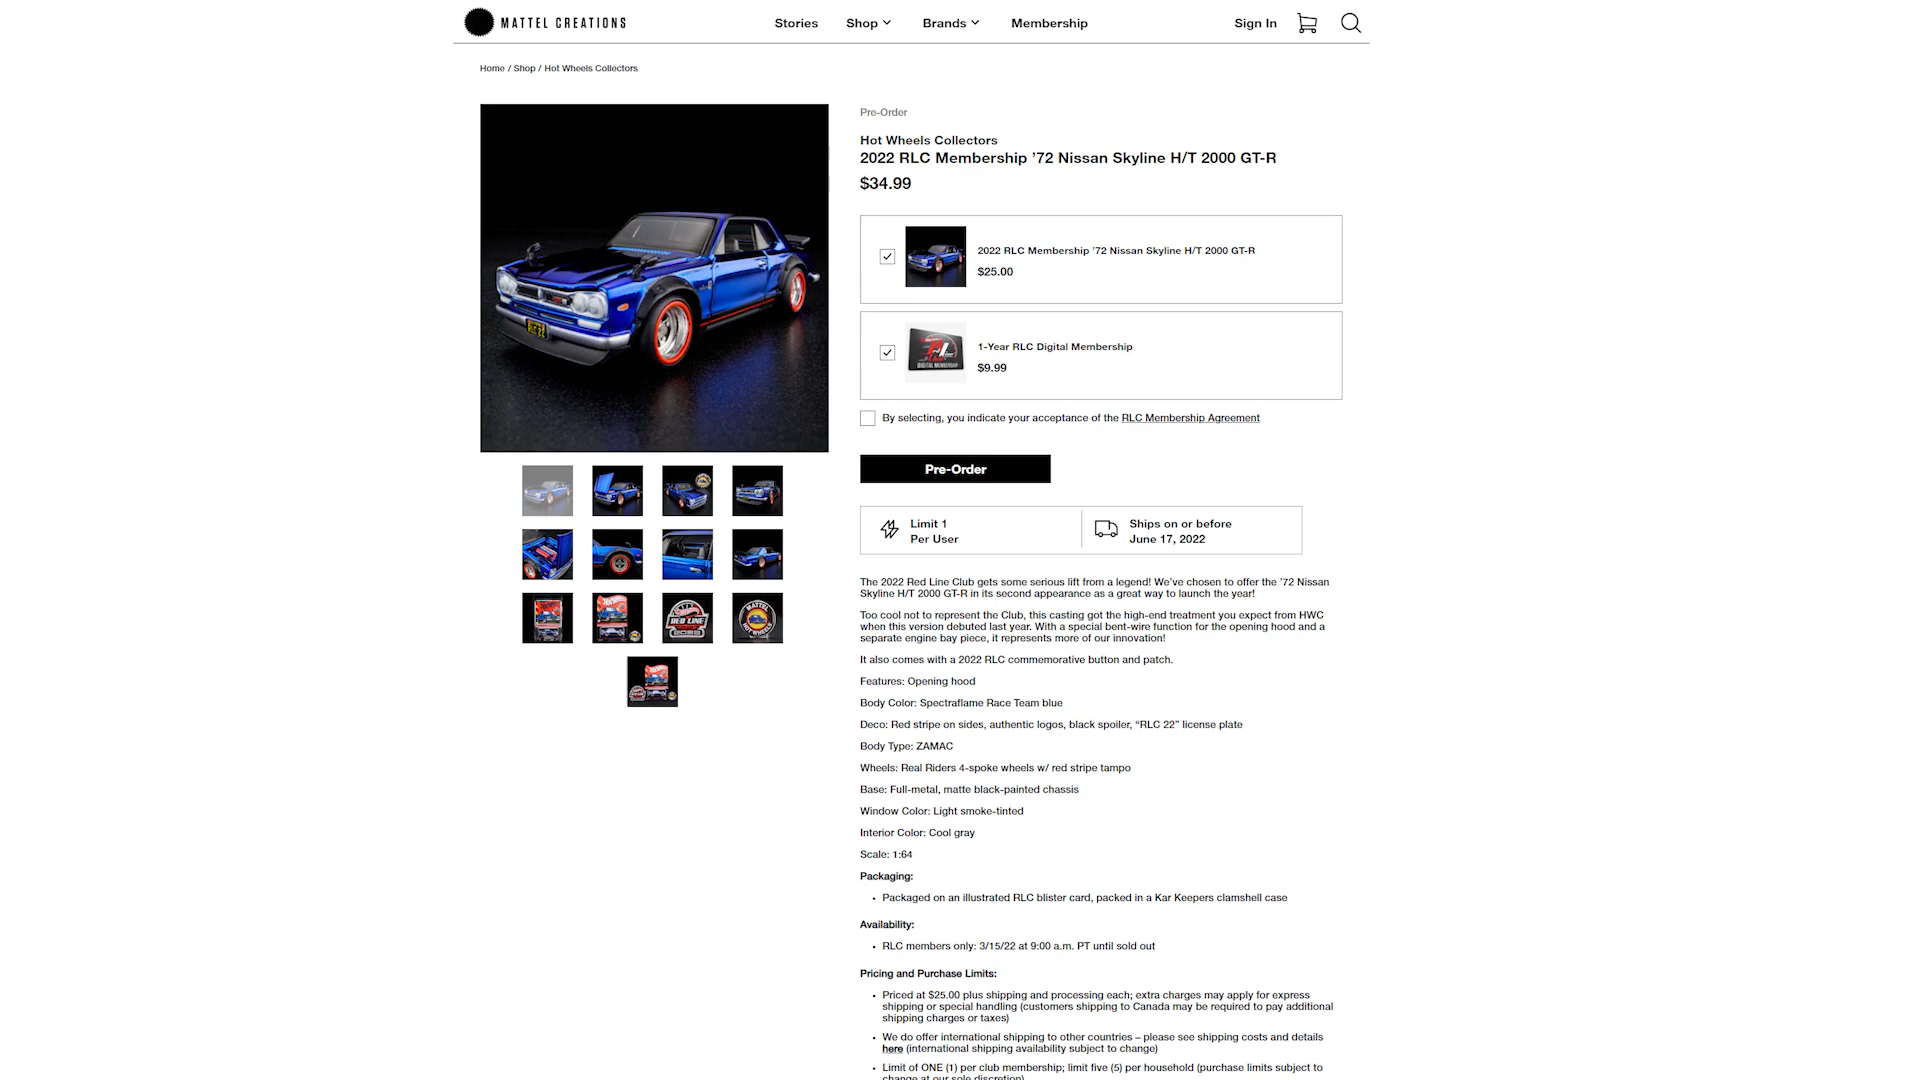 MATTEL CREATIONS
Stories
Shop
Brands
Membership
Sign In
Home / Shop / Hot Wheels Collectors
Pre-Order
Hot Wheels Collectors
2022 RLC Membership ’72 Nissan Skyline H/T 2000 GT-R
$34.99
2022 RLC Membership ’72 Nissan Skyline H/T 2000 GT-R
$25.00
1-Year RLC Digital Membership
$9.99
By selecting, you indicate your acceptance of the RLC Membership Agreement
Pre-Order
Limit 1
Per User
Ships on or before
June 17, 2022
The 2022 Red Line Club gets some serious lift from a legend! We’ve chosen to offer the ’72 Nissan
Skyline H/T 2000 GT-R in its second appearance as a great way to launch the year!
Too cool not to represent the Club, this casting got the high-end treatment you expect from HWC
when this version debuted last year. With a special bent-wire function for the opening hood and a
separate engine bay piece, it represents more of our innovation!
It also comes with a 2022 RLC commemorative button and patch.
Features: Opening hood
Body Color: Spectraflame Race Team blue
Deco: Red stripe on sides, authentic logos, black spoiler, “RLC 22” license plate
Body Type: ZAMAC
Wheels: Real Riders 4-spoke wheels w/ red stripe tampo
Base: Full-metal, matte black-painted chassis
Window Color: Light smoke-tinted
Interior Color: Cool gray
Scale: 1:64
Packaging:
• Packaged on an illustrated RLC blister card, packed in a Kar Keepers clamshell case
Availability:
• RLC members only: 3/15/22 at 9:00 a.m. PT until sold out
Pricing and Purchase Limits:
• Priced at $25.00 plus shipping and processing each; extra charges may apply for express
shipping or special handling (customers shipping to Canada may be required to pay additional
shipping charges or taxes)
• We do offer international shipping to other countries – please see shipping costs and details
here (international shipping availability subject to change)
• Limit of ONE (1) per club membership; limit five (5) per household (purchase limits subject to
change at our sole discretion)
RLC 22
DIGITAL MEMBERSHIP
RED LINE
2022
MATTEL
HOT WHEELS